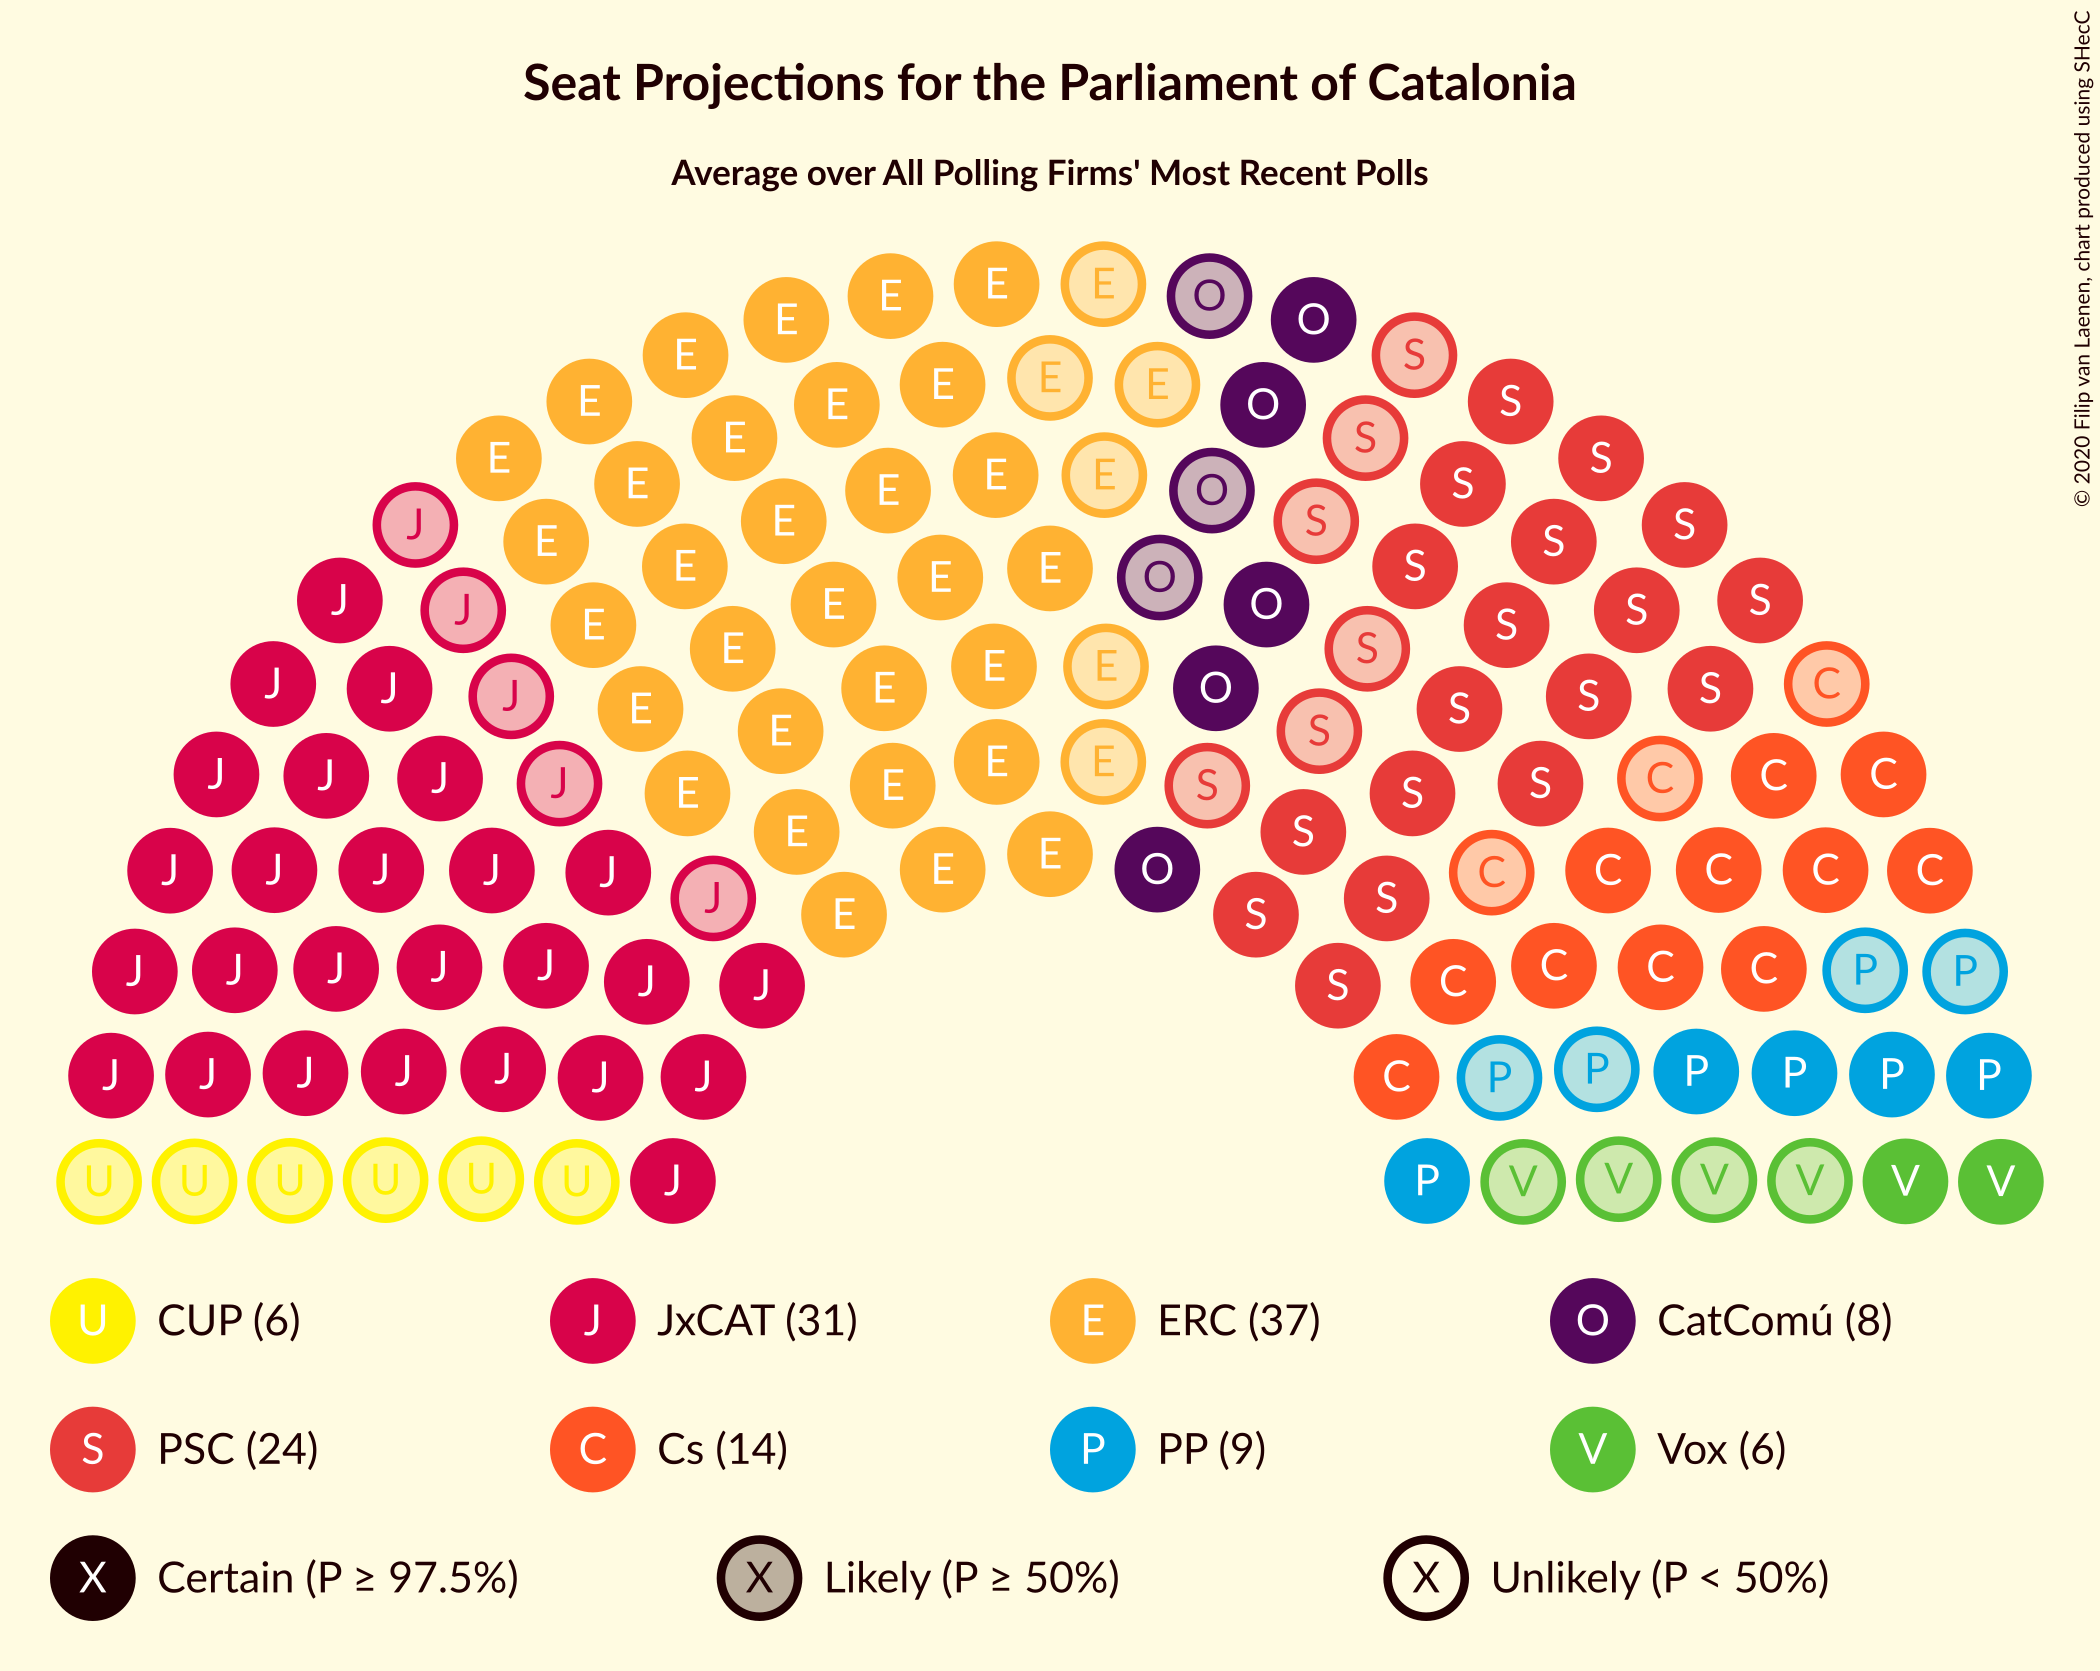 Seat Projections for the Parliament of Catalonia
Average over All Polling Firms' Most Recent Polls
© 2020 Filip van Laenen, chart produced using SHecC
E E E O O S
E E S S
E E E E E O S S
E E E E S S
J E E E O S S
J E E E E O S S S
J E E O O S S
J J E E E E E S S S C
J J E E E O S S S
J J J J E E E E S S S S C C C
J J J J J J E E E O S S C C C C C
J J J J J J J S C C C C P P
J J J J J J J C P P P P P P
U U U U U U J P V V V V V V
U CUP (6) J JxCAT (31) E ERC (37) O CatComú (8)
S PSC (24) C Cs (14) P PP (9) V Vox (6)
X Certain (P ≥ 97.5%) X Likely (P ≥ 50%) X Unlikely (P < 50%)